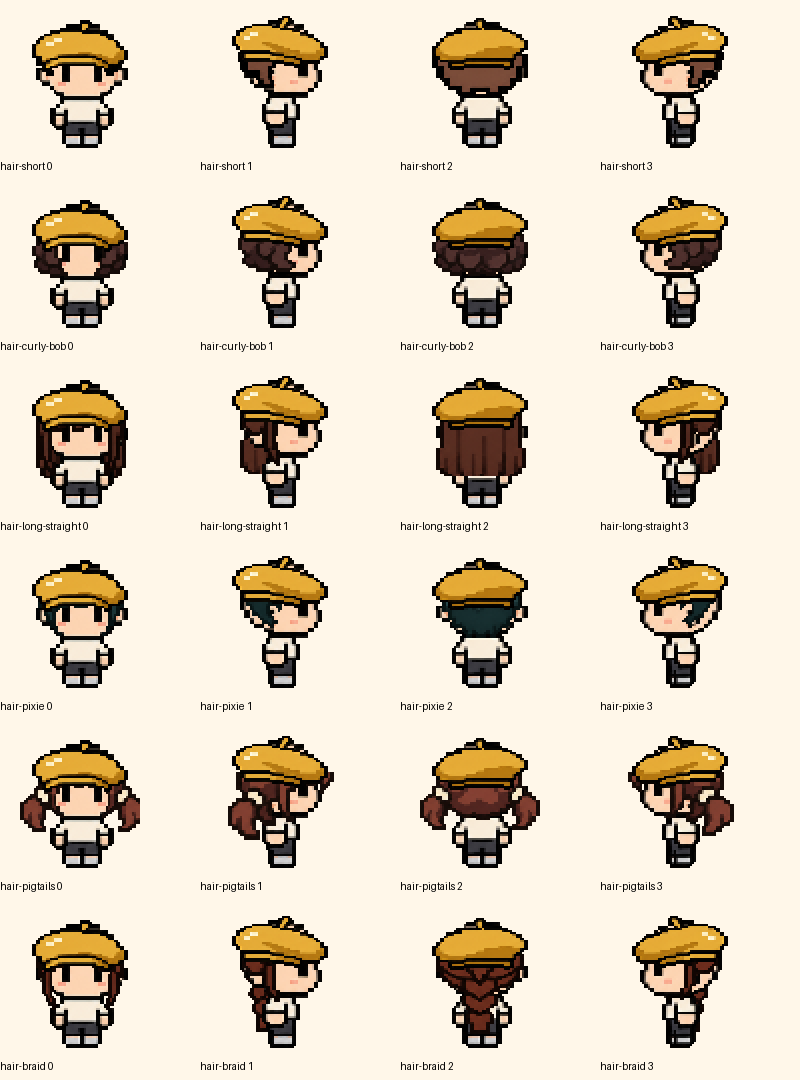 hair-short 0 hair-short 1 hair-short 2 hair-short 3
hair-curly-bob 0 hair-curly-bob 1 hair-curly-bob 2 hair-curly-bob 3
hair-long-straight 0 hair-long-straight 1 hair-long-straight 2 hair-long-straight 3
hair-pixie 0 hair-pixie 1 hair-pixie 2 hair-pixie 3
hair-pigtails 0 hair-pigtails 1 hair-pigtails 2 hair-pigtails 3
hair-braid 0 hair-braid 1 hair-braid 2 hair-braid 3